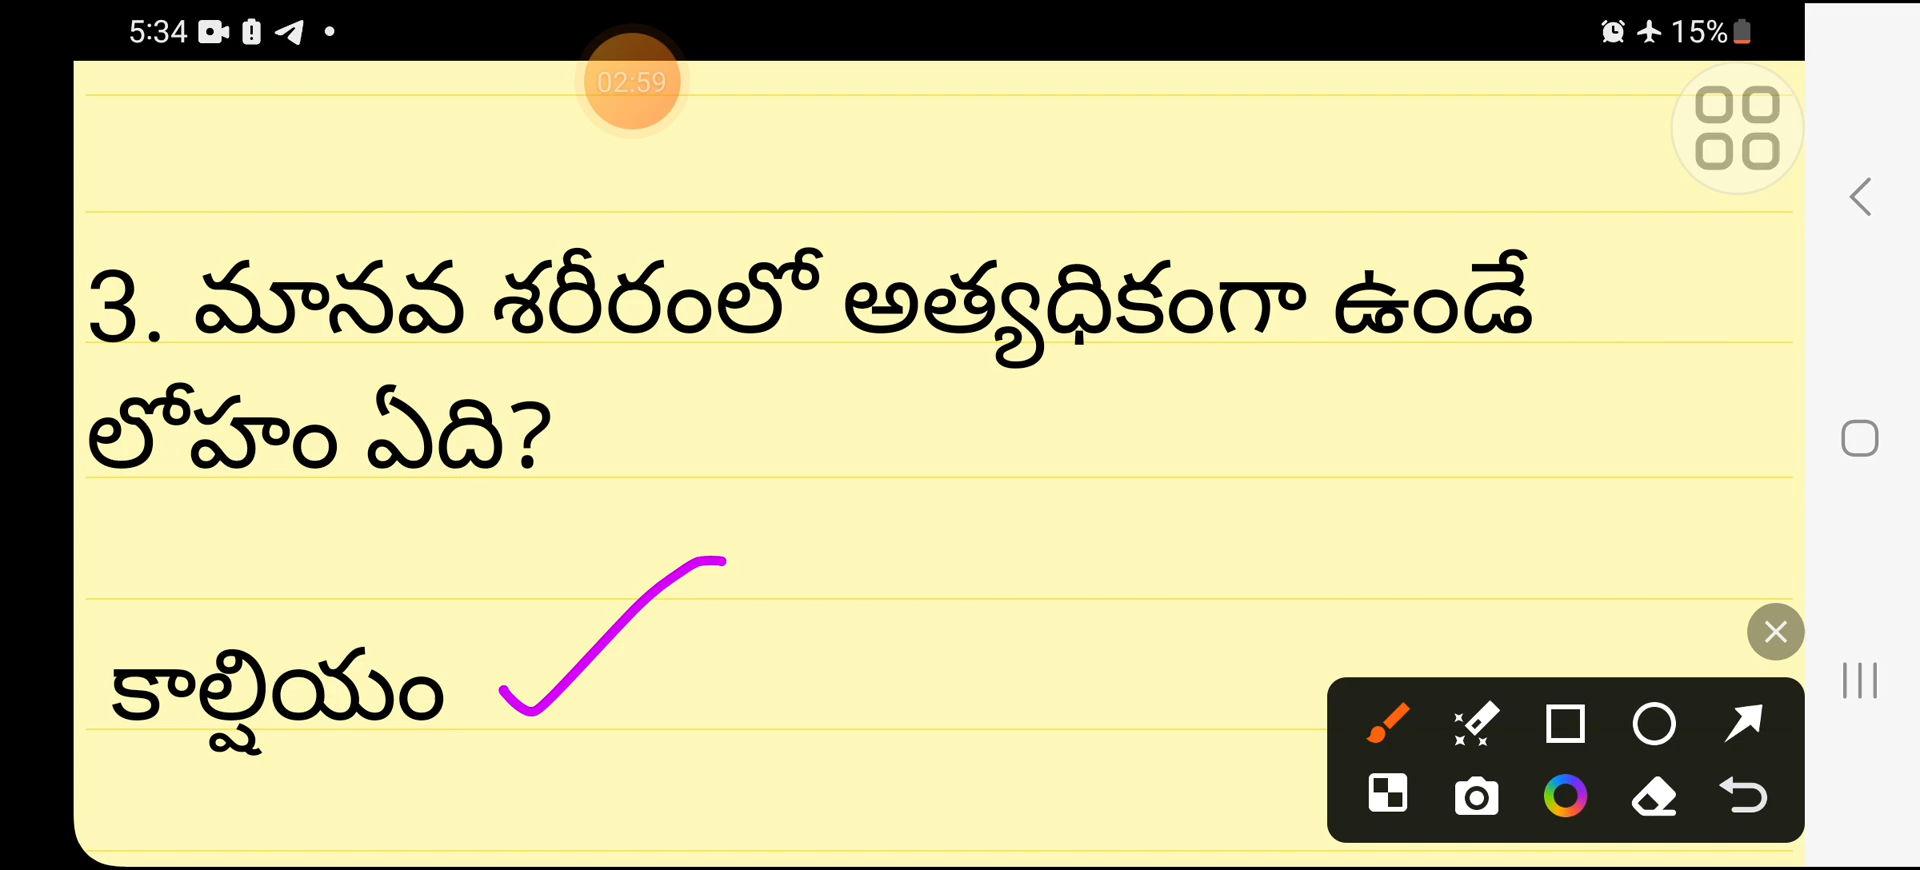 5:34
15%
02:59
3. మానవ శరీరంలో అత్యధికంగా ఉండే
లోహం ఏది?
కాల్షియం